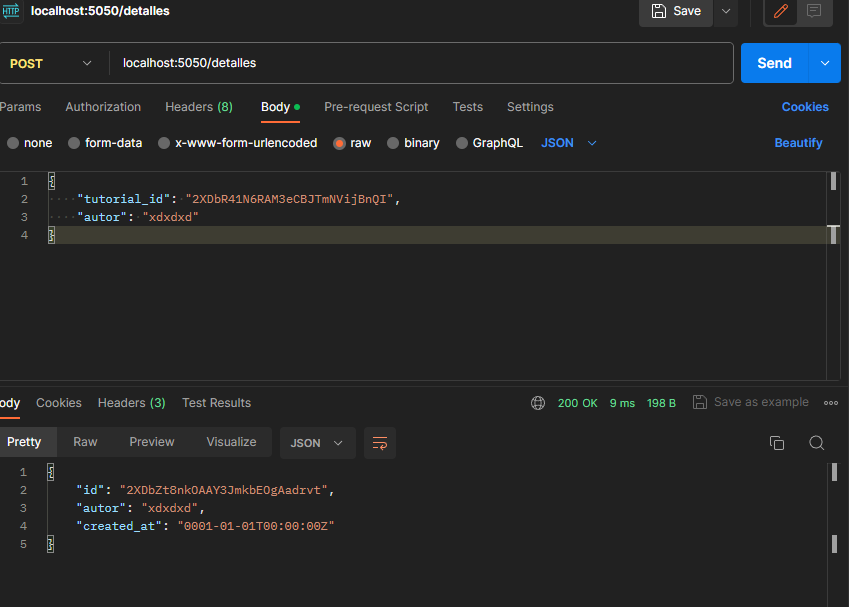 HTTP localhost:5050/detalles Save
POST localhost:5050/detalles Send
Params Authorization Headers (8) Body Pre-request Script Tests Settings Cookies
none form-data x-www-form-urlencoded raw binary GraphQL JSON Beautify
1 {
2 "tutorial_id": "2XDbR41N6RAM3eCBJTmNVijBnQI",
3 "autor": "xdxdxd"
4 }
ody Cookies Headers (3) Test Results 200 OK 9 ms 198 B Save as example
Pretty Raw Preview Visualize JSON
1 {
2 "id": "2XDbZt8nkOAAY3JmkbEOgAadrvt",
3 "autor": "xdxdxd",
4 "created_at": "0001-01-01T00:00:00Z"
5 }